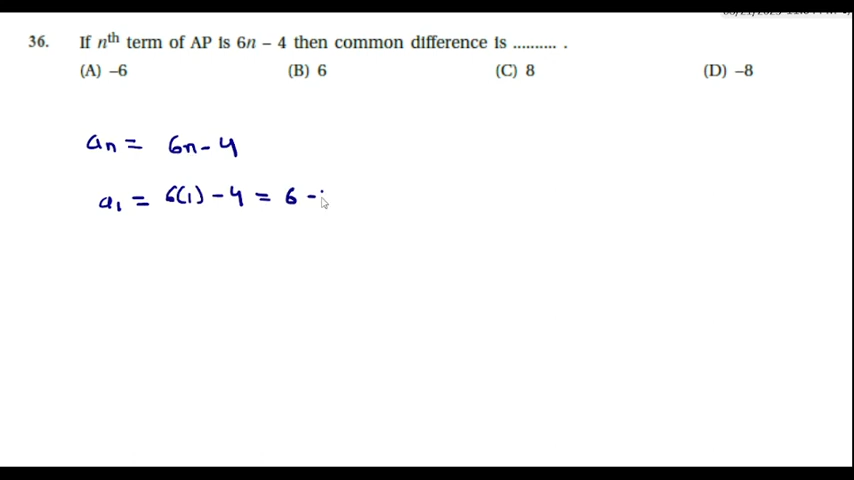 36. If nth term of AP is 6n – 4 then common difference is .......... .
(A) –6 (B) 6 (C) 8 (D) –8
an = 6n - 4
a1 = 6(1) - 4 = 6 -